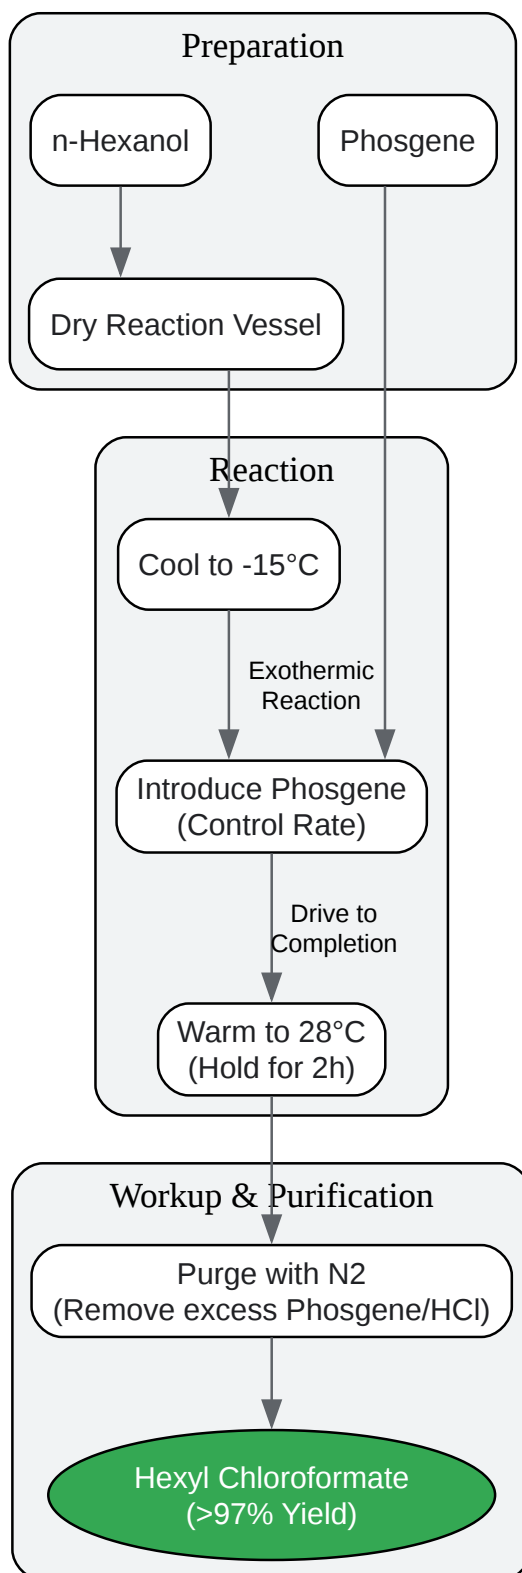 Preparation
n-Hexanol
Phosgene
Dry Reaction Vessel
Reaction
Cool to -15°C
Exothermic
Reaction
Introduce Phosgene
(Control Rate)
Drive to
Completion
Warm to 28°C
(Hold for 2h)
Workup & Purification
Purge with N2
(Remove excess Phosgene/HCl)
Hexyl Chloroformate
(>97% Yield)